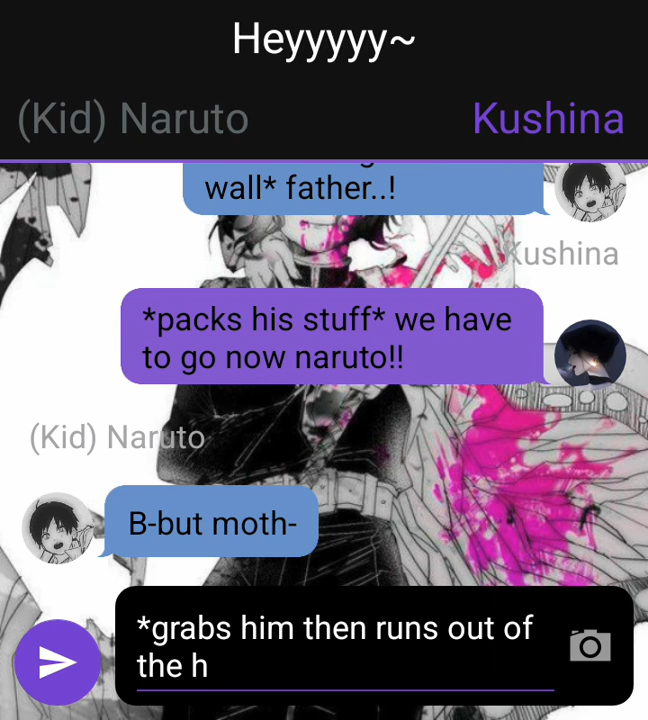 Heyyyyy~
(Kid) Naruto
Kushina
wall* father..!
Kushina
*packs his stuff* we have
to go now naruto!!
(Kid) Naruto
B-but moth-
*grabs him then runs out of
the h